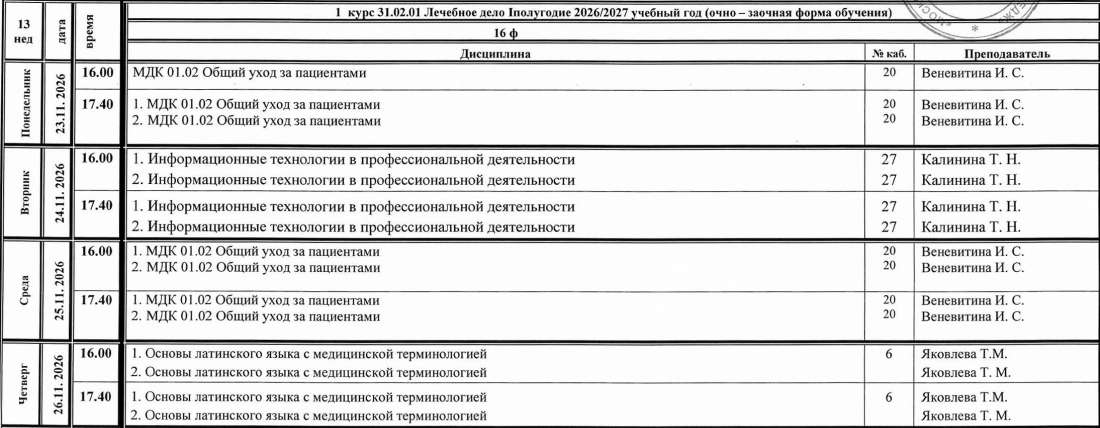 13
нед
дата
время
1 курс 31.02.01 Лечебное дело Iполугодие 2026/2027 учебный год (очно – заочная форма обучения)
16 ф
Дисциплина № каб. Преподаватель
Понедельник
23.11. 2026
16.00 МДК 01.02 Общий уход за пациентами 20 Веневитина И. С.
17.40 1. МДК 01.02 Общий уход за пациентами 20 Веневитина И. С.
2. МДК 01.02 Общий уход за пациентами 20 Веневитина И. С.
Вторник
24.11. 2026
16.00 1. Информационные технологии в профессиональной деятельности 27 Калинина Т. Н.
2. Информационные технологии в профессиональной деятельности 27 Калинина Т. Н.
17.40 1. Информационные технологии в профессиональной деятельности 27 Калинина Т. Н.
2. Информационные технологии в профессиональной деятельности 27 Калинина Т. Н.
Среда
25.11. 2026
16.00 1. МДК 01.02 Общий уход за пациентами 20 Веневитина И. С.
2. МДК 01.02 Общий уход за пациентами 20 Веневитина И. С.
17.40 1. МДК 01.02 Общий уход за пациентами 20 Веневитина И. С.
2. МДК 01.02 Общий уход за пациентами 20 Веневитина И. С.
Четверг
26.11. 2026
16.00 1. Основы латинского языка с медицинской терминологией 6 Яковлева Т.М.
2. Основы латинского языка с медицинской терминологией Яковлева Т. М.
17.40 1. Основы латинского языка с медицинской терминологией 6 Яковлева Т.М.
2. Основы латинского языка с медицинской терминологией Яковлева Т. М.